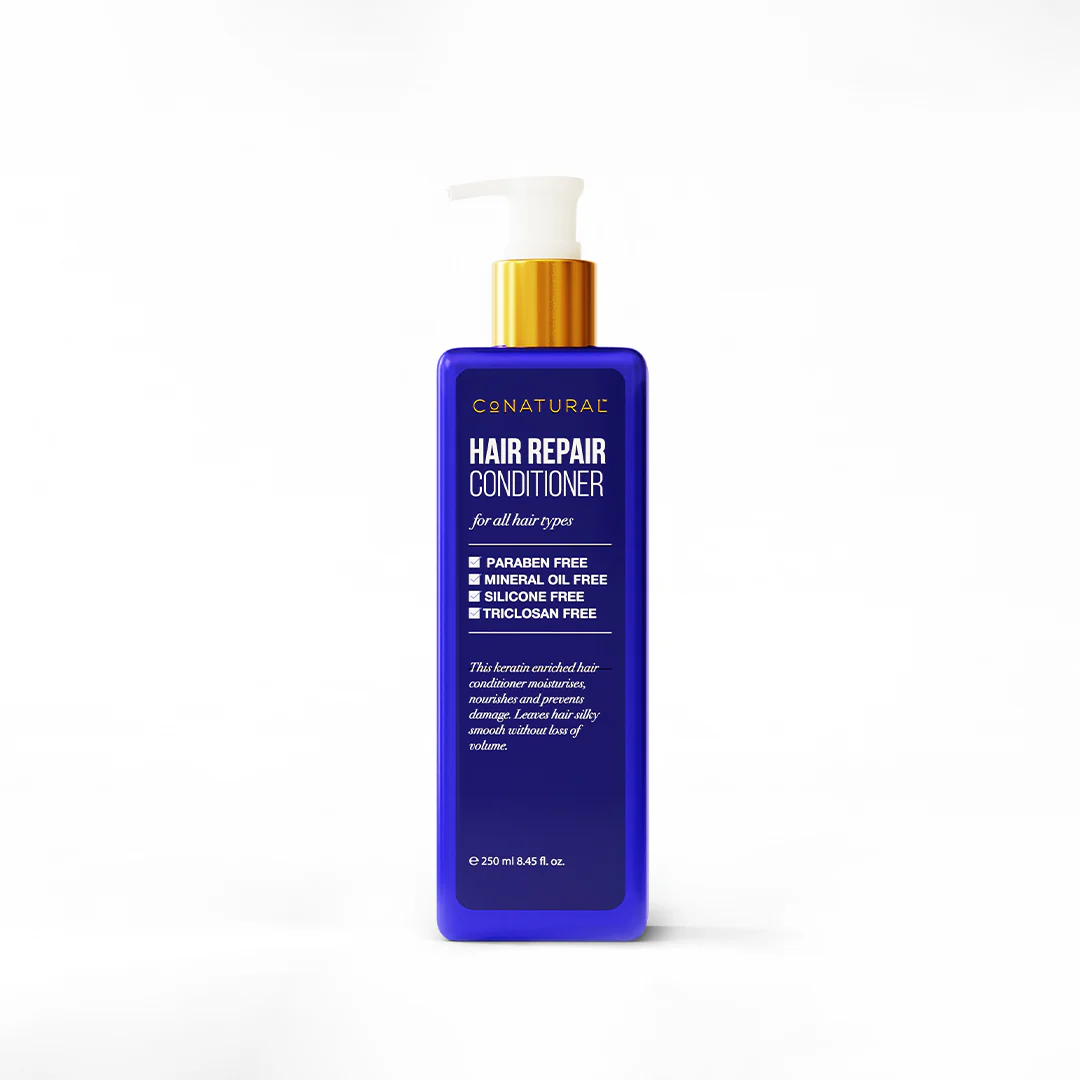 CoNATURAL™
HAIR REPAIR
CONDITIONER
for all hair types
PARABEN FREE
MINERAL OIL FREE
SILICONE FREE
TRICLOSAN FREE
This keratin enriched hair
conditioner moisturises,
nourishes and prevents
damage. Leaves hair silky
smooth without loss of
volume.
℮ 250 ml 8.45 fl. oz.